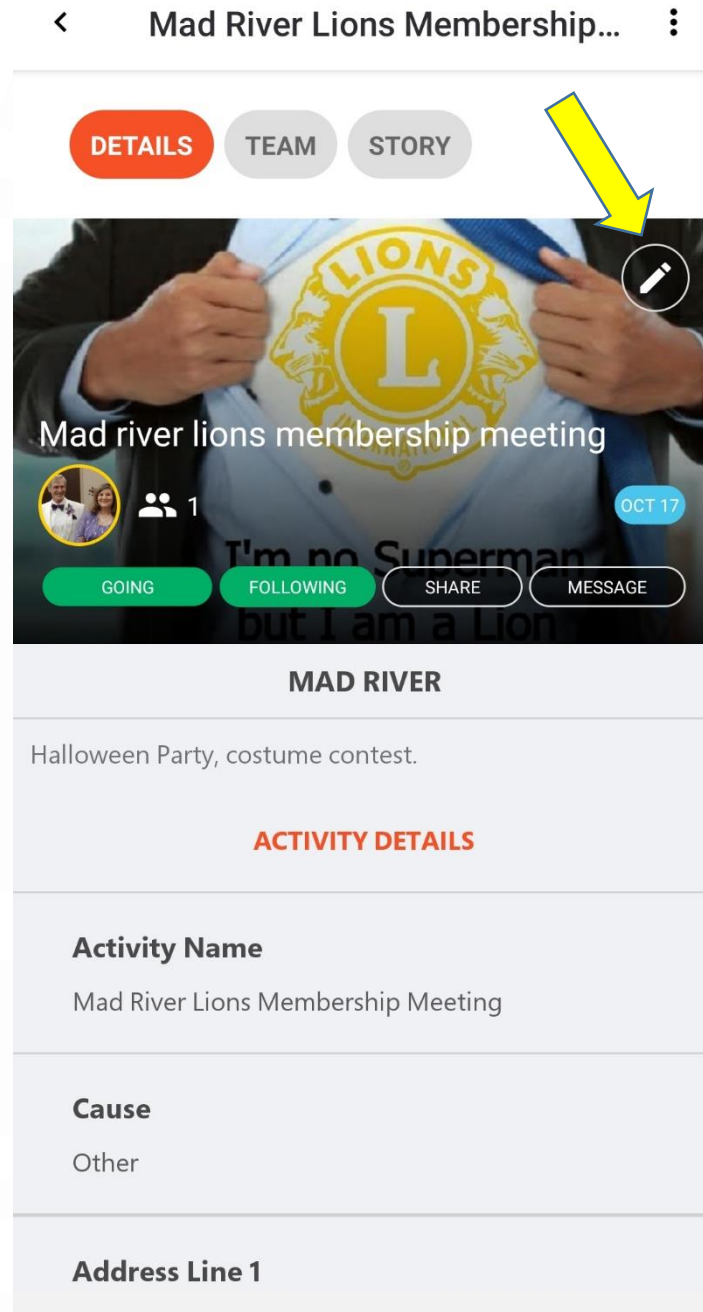 Mad River Lions Membership...
DETAILS TEAM STORY
LIONS
L
INTERNATIONAL
®
Mad river lions membership meeting
1
OCT 17
I'm no Superman
but I am a Lion
GOING FOLLOWING SHARE MESSAGE
MAD RIVER
Halloween Party, costume contest.
ACTIVITY DETAILS
Activity Name
Mad River Lions Membership Meeting
Cause
Other
Address Line 1